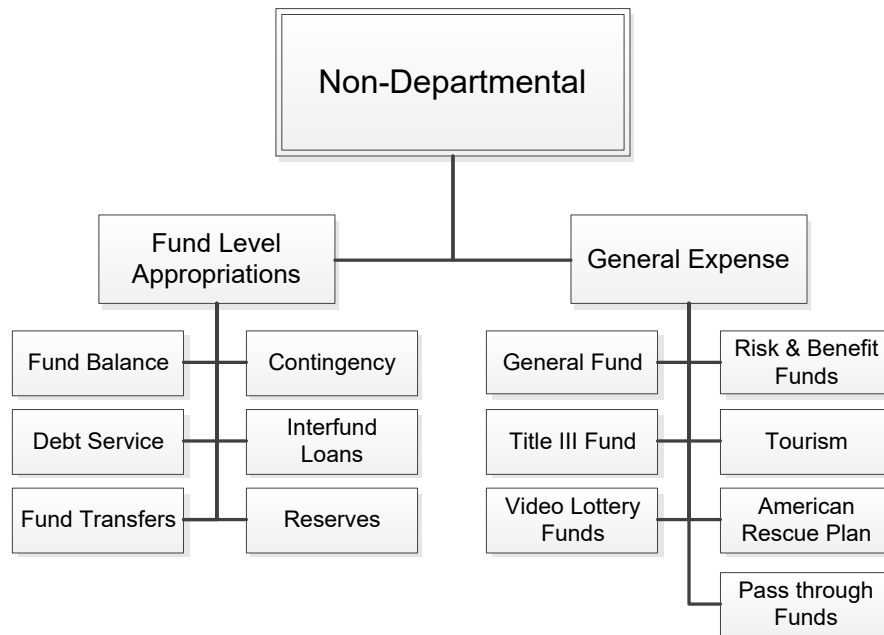 Non-Departmental
Fund Level
Appropriations
General Expense
Fund Balance
Contingency
Debt Service
Interfund
Loans
Fund Transfers
Reserves
General Fund
Risk & Benefit
Funds
Title III Fund
Tourism
Video Lottery
Funds
American
Rescue Plan
Pass through
Funds